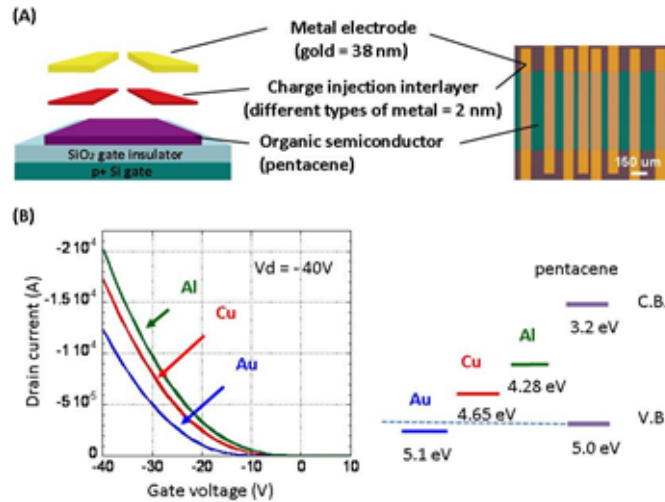 (A)
Metal electrode
(gold = 38 nm)
Charge injection interlayer
(different types of metal = 2 nm)
Organic semiconductor
(pentacene)
SiO₂ gate insulator
p+ Si gate
150 um
(B)
-2 10⁻⁴
-1.5 10⁻⁴
-1 10⁻⁴
-5 10⁻⁵
0
Drain current (A)
Vd = -40V
Al
Cu
Au
-40 -30 -20 -10 0 10
Gate voltage (V)
pentacene
C.B.
3.2 eV
Al
4.28 eV
Cu
4.65 eV
Au
5.1 eV
V.B.
5.0 eV